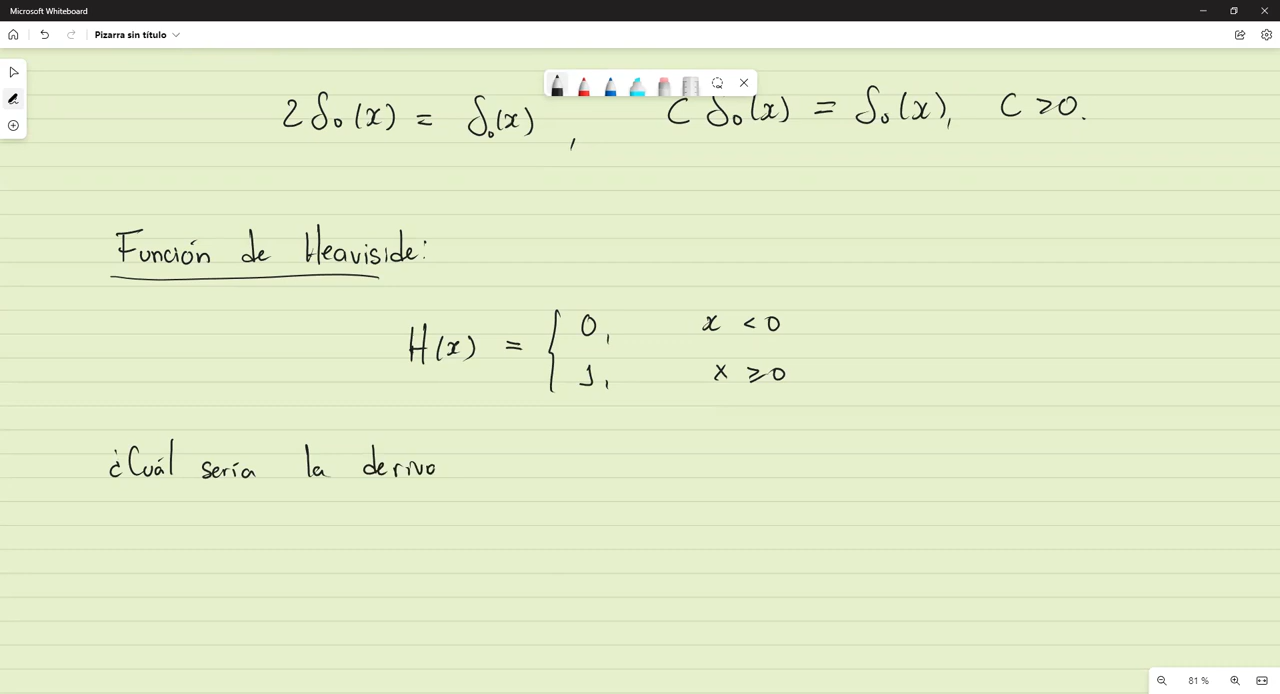 Microsoft Whiteboard
Pizarra sin título
2 δ₀(x) = δ₀(x) , C δ₀(x) = δ₀(x), C > 0.
Función de Heaviside:
H(x) = { 0, x < 0
1, x ≥ 0
¿Cuál sería la deriva
81 %